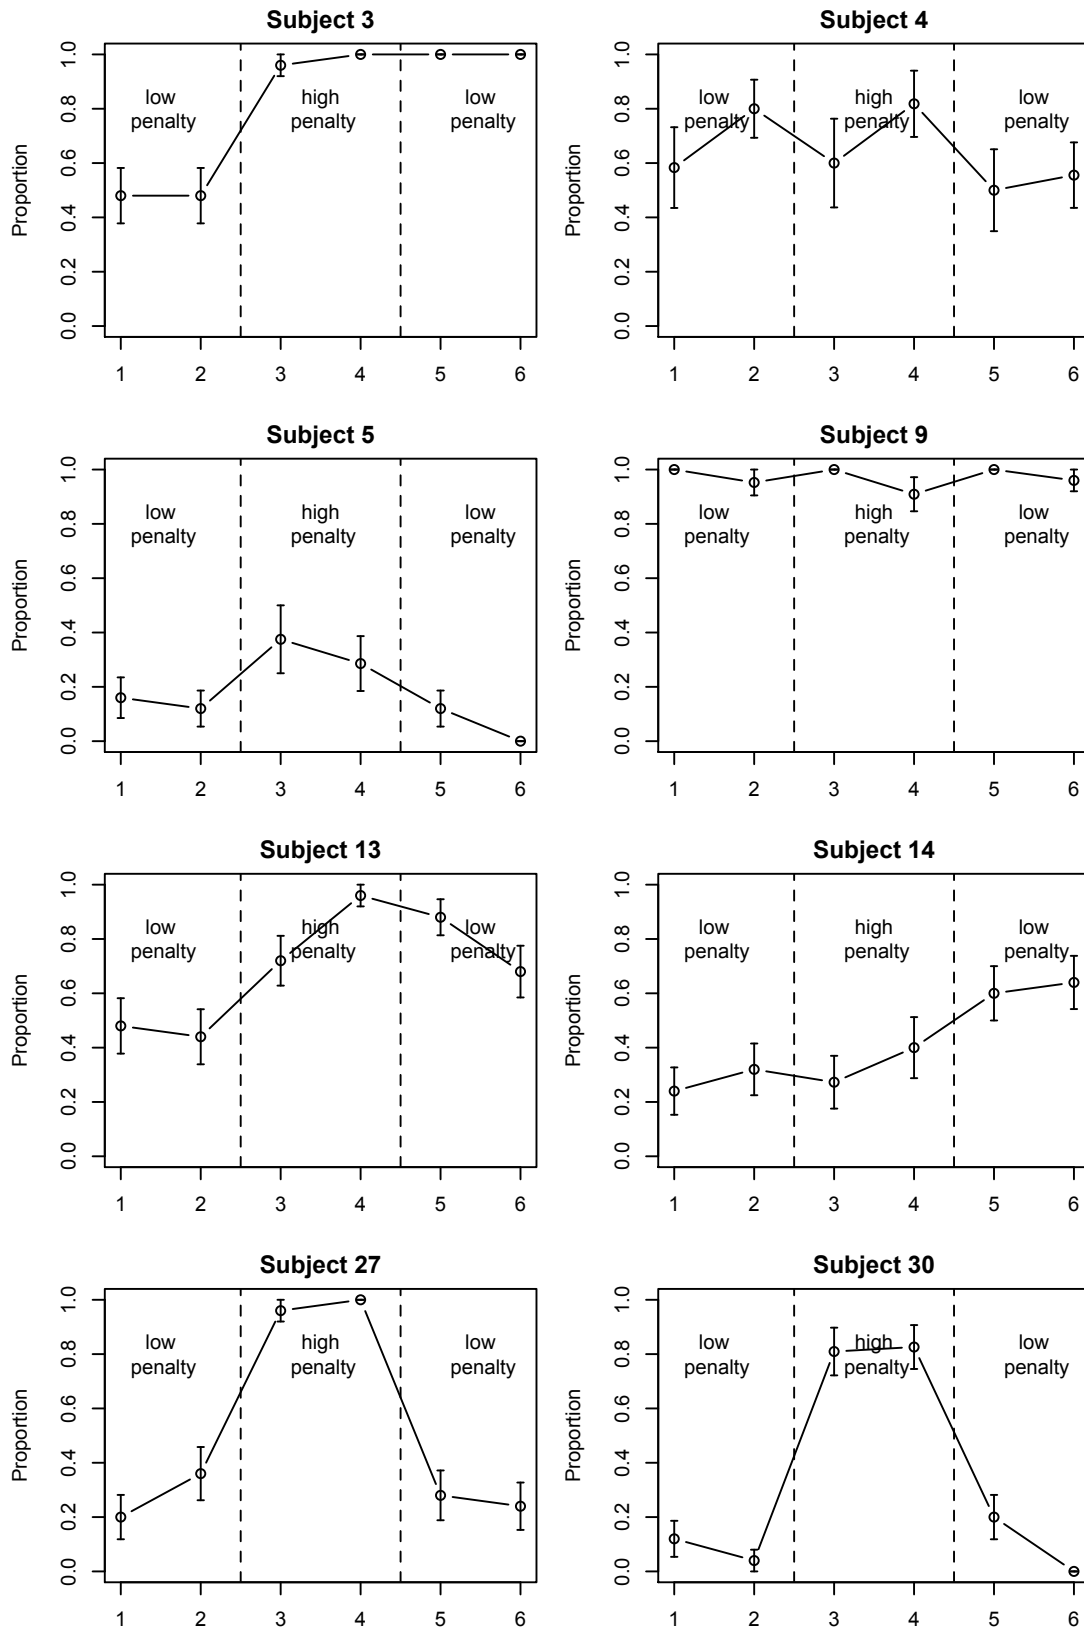 Subject 3
Proportion
0.0 0.2 0.4 0.6 0.8 1.0
low
penalty
high
penalty
low
penalty
1 2 3 4 5 6
Subject 4
Proportion
0.0 0.2 0.4 0.6 0.8 1.0
low
penalty
high
penalty
low
penalty
1 2 3 4 5 6
Subject 5
Proportion
0.0 0.2 0.4 0.6 0.8 1.0
low
penalty
high
penalty
low
penalty
1 2 3 4 5 6
Subject 9
Proportion
0.0 0.2 0.4 0.6 0.8 1.0
low
penalty
high
penalty
low
penalty
1 2 3 4 5 6
Subject 13
Proportion
0.0 0.2 0.4 0.6 0.8 1.0
low
penalty
high
penalty
low
penalty
1 2 3 4 5 6
Subject 14
Proportion
0.0 0.2 0.4 0.6 0.8 1.0
low
penalty
high
penalty
low
penalty
1 2 3 4 5 6
Subject 27
Proportion
0.0 0.2 0.4 0.6 0.8 1.0
low
penalty
high
penalty
low
penalty
1 2 3 4 5 6
Subject 30
Proportion
0.0 0.2 0.4 0.6 0.8 1.0
low
penalty
high
penalty
low
penalty
1 2 3 4 5 6